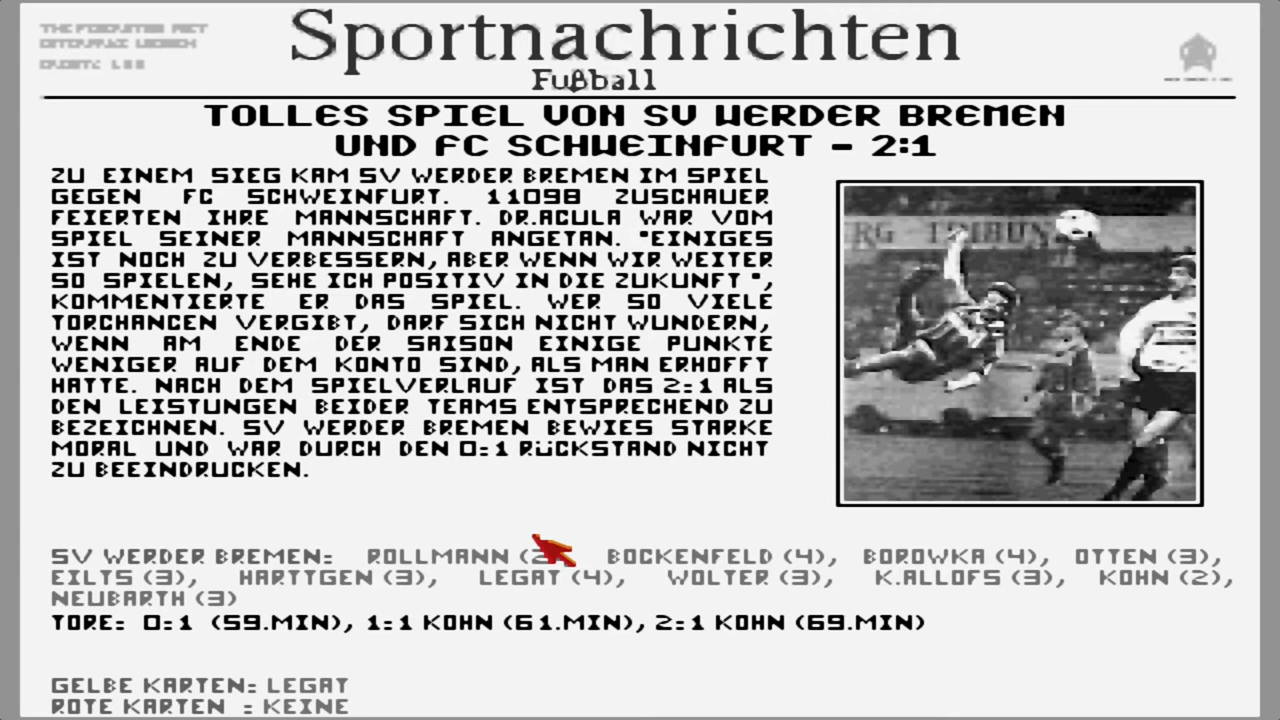 Sportnachrichten
Fußball
TOLLES SPIEL VON SV WERDER BREMEN
UND FC SCHWEINFURT - 2:1
ZU EINEM SIEG KAM SV WERDER BREMEN IM SPIEL
GEGEN FC SCHWEINFURT. 11098 ZUSCHAUER
FEIERTEN IHRE MANNSCHAFT. DR.ACULA WAR VOM
SPIEL SEINER MANNSCHAFT ANGETAN. "EINIGES
IST NOCH ZU VERBESSERN, ABER WENN WIR WEITER
SO SPIELEN, SEHE ICH POSITIV IN DIE ZUKUNFT ",
KOMMENTIERTE ER DAS SPIEL. WER SO VIELE
TORCHANCEN VERGIBT, DARF SICH NICHT WUNDERN,
WENN AM ENDE DER SAISON EINIGE PUNKTE
WENIGER AUF DEM KONTO SIND, ALS MAN ERHOFFT
HATTE. NACH DEM SPIELVERLAUF IST DAS 2:1 ALS
DEN LEISTUNGEN BEIDER TEAMS ENTSPRECHEND ZU
BEZEICHNEN. SV WERDER BREMEN BEWIES STARKE
MORAL UND WAR DURCH DEN 0:1 RÜCKSTAND NICHT
ZU BEEINDRUCKEN.
RG TRIBUN
SV WERDER BREMEN: ROLLMANN BOCKENFELD (4), BOROWKA (4), OTTEN (3),
EILTS (3), HARTTGEN (3), LEGAT (4), WOLTER (3), K.ALLOFS (3), KOHN (2),
NEUBARTH (3)
TORE: 0:1 (59.MIN), 1:1 KOHN (61.MIN), 2:1 KOHN (69.MIN)
GELBE KARTEN: LEGAT
ROTE KARTEN : KEINE